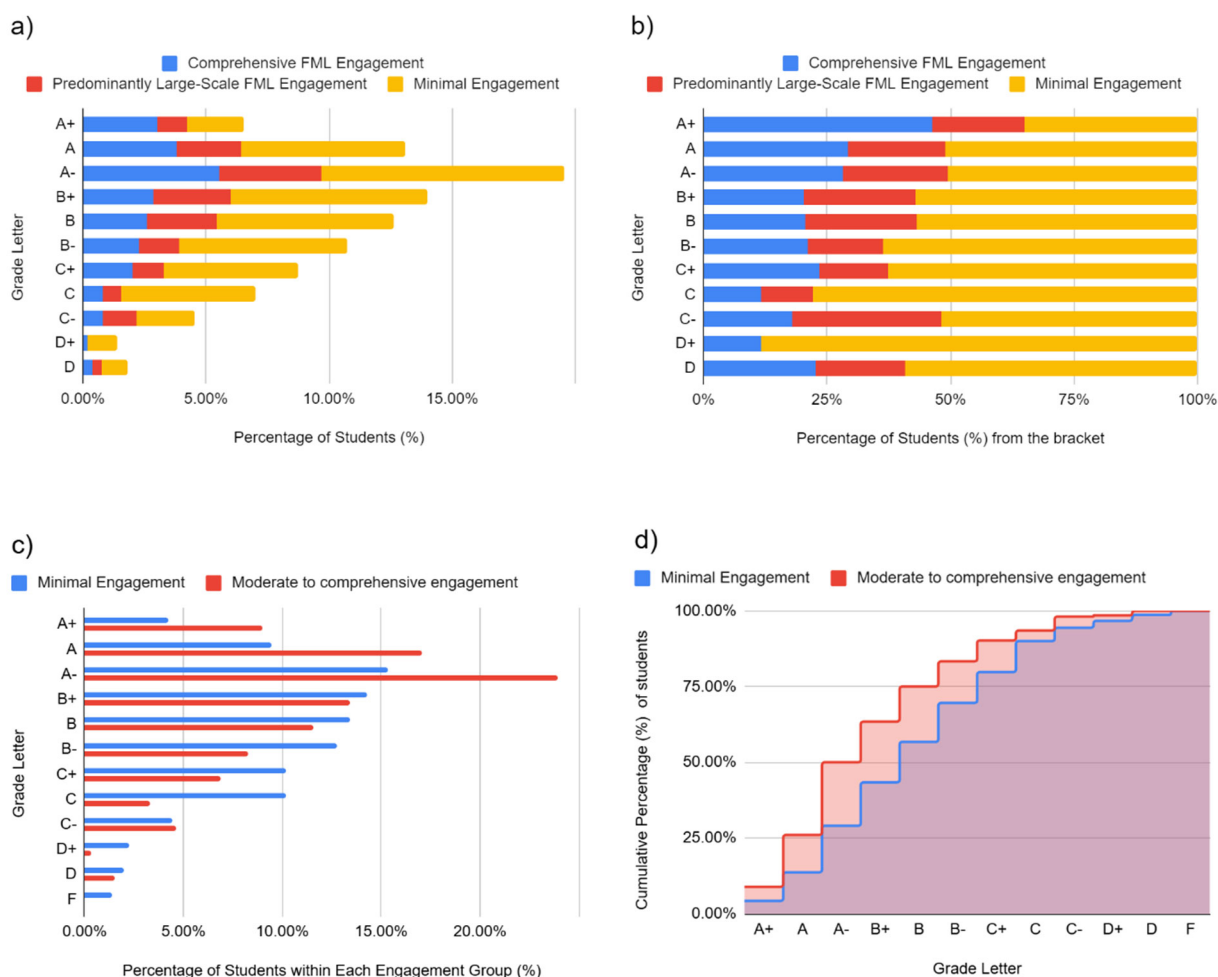 a)
Comprehensive FML Engagement
Predominantly Large-Scale FML Engagement Minimal Engagement
Grade Letter
A+
A
A-
B+
B
B-
C+
C
C-
D+
D
0.00% 5.00% 10.00% 15.00%
Percentage of Students (%)
b)
Comprehensive FML Engagement
Predominantly Large-Scale FML Engagement Minimal Engagement
Grade Letter
A+
A
A-
B+
B
B-
C+
C
C-
D+
D
0% 25% 50% 75% 100%
Percentage of Students (%) from the bracket
c)
Minimal Engagement Moderate to comprehensive engagement
Grade Letter
A+
A
A-
B+
B
B-
C+
C
C-
D+
D
F
0.00% 5.00% 10.00% 15.00% 20.00%
Percentage of Students within Each Engagement Group (%)
d)
Minimal Engagement Moderate to comprehensive engagement
Cumulative Percentage (%) of students
100.00%
75.00%
50.00%
25.00%
0.00%
A+ A A- B+ B B- C+ C C- D+ D F
Grade Letter